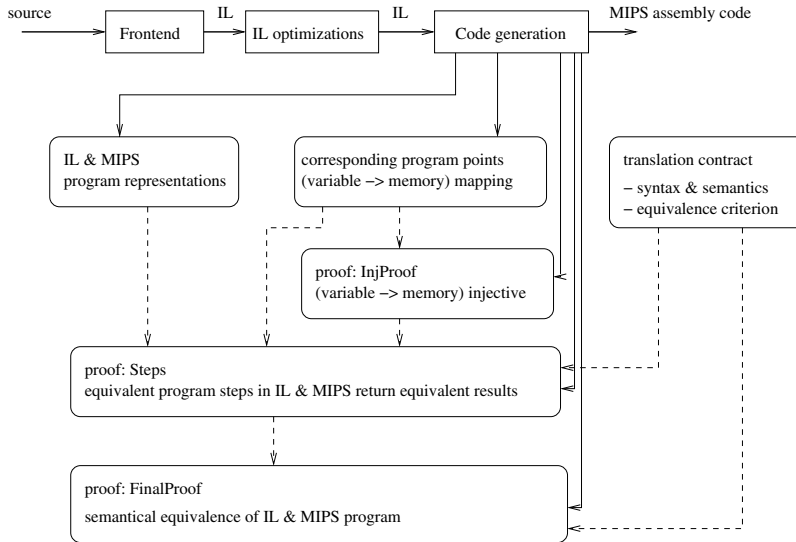 source
IL
IL
MIPS assembly code
Frontend
IL optimizations
Code generation
IL & MIPS
program representations
corresponding program points
(variable −> memory) mapping
translation contract
− syntax & semantics
− equivalence criterion
proof: InjProof
(variable −> memory) injective
proof: Steps
equivalent program steps in IL & MIPS return equivalent results
proof: FinalProof
semantical equivalence of IL & MIPS program